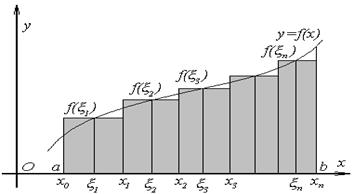 y
y=f(x)
f(ξ₁) f(ξ₂) f(ξ₃) f(ξn)
O a b x
x₀ ξ₁ x₁ ξ₂ x₂ ξ₃ x₃ ξn xn